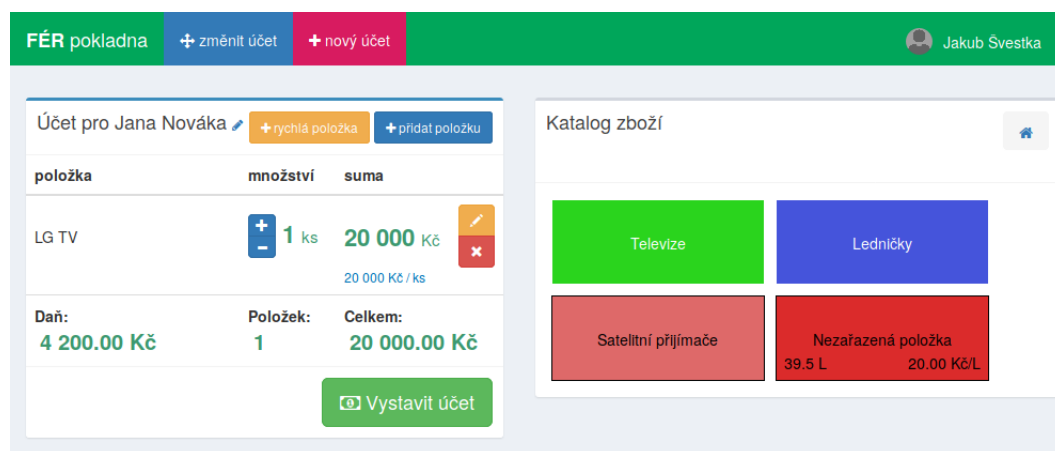 FÉR pokladna
změnit účet
nový účet
Jakub Švestka
Účet pro Jana Nováka
rychlá položka
přidat položku
položka množství suma
LG TV
1 ks
20 000 Kč
20 000 Kč / ks
Daň: Položek: Celkem:
4 200.00 Kč 1 20 000.00 Kč
Vystavit účet
Katalog zboží
Televize
Ledničky
Satelitní přijímače
Nezařazená položka
39.5 L 20.00 Kč/L